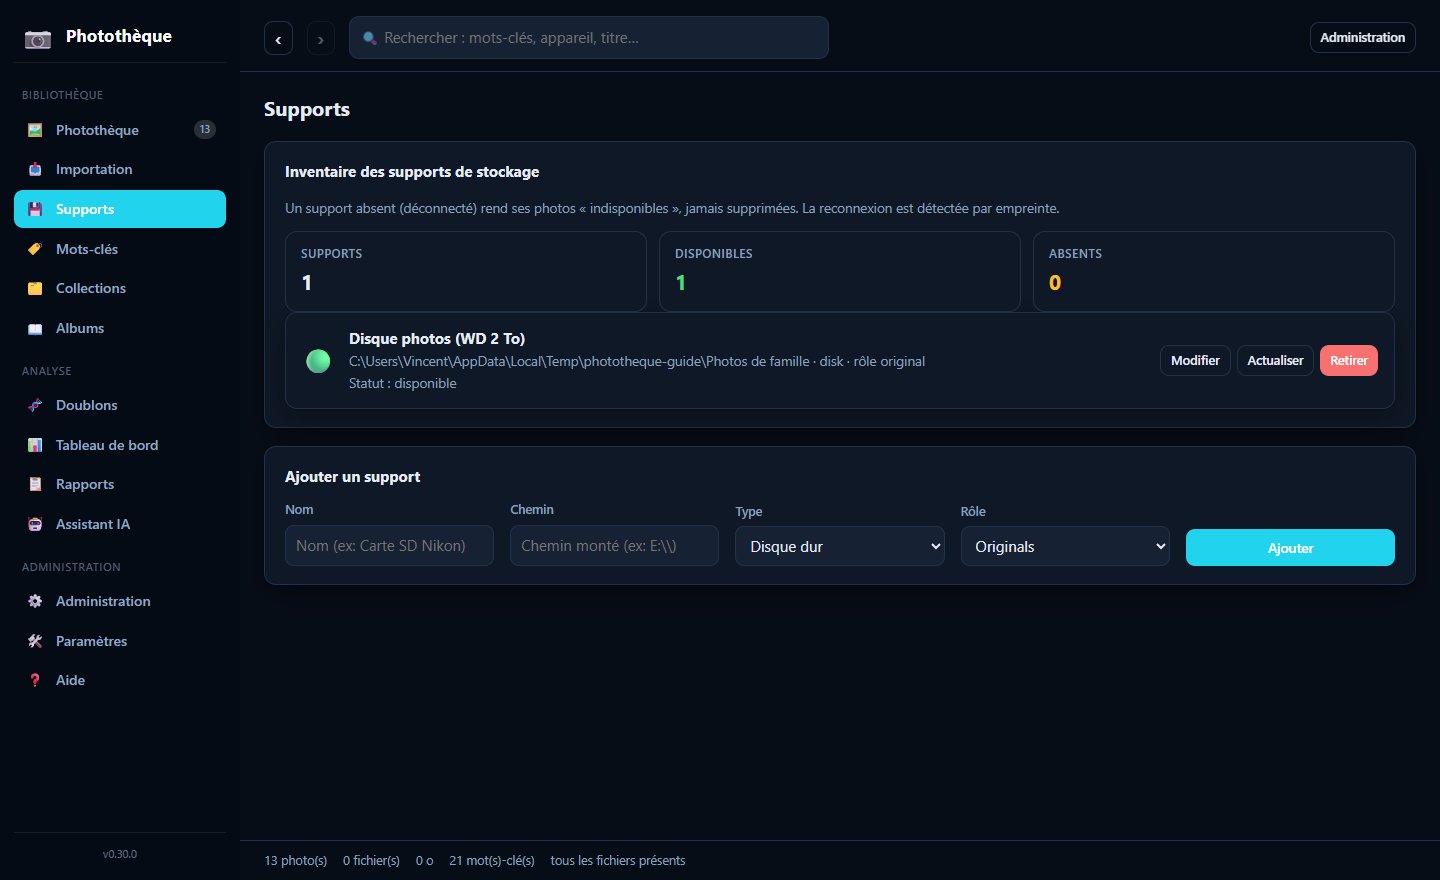 Photothèque
BIBLIOTHÈQUE
Photothèque 13
Importation
Supports
Mots-clés
Collections
Albums
ANALYSE
Doublons
Tableau de bord
Rapports
Assistant IA
ADMINISTRATION
Administration
Paramètres
Aide
v0.30.0
‹ › Rechercher : mots-clés, appareil, titre... Administration
Supports
Inventaire des supports de stockage
Un support absent (déconnecté) rend ses photos « indisponibles », jamais supprimées. La reconnexion est détectée par empreinte.
SUPPORTS
1
DISPONIBLES
1
ABSENTS
0
Disque photos (WD 2 To)
C:\Users\Vincent\AppData\Local\Temp\phototheque-guide\Photos de famille · disk · rôle original
Statut : disponible
Modifier Actualiser Retirer
Ajouter un support
Nom
Nom (ex: Carte SD Nikon)
Chemin
Chemin monté (ex: E:\\)
Type
Disque dur
Rôle
Originals
Ajouter
13 photo(s) 0 fichier(s) 0 o 21 mot(s)-clé(s) tous les fichiers présents